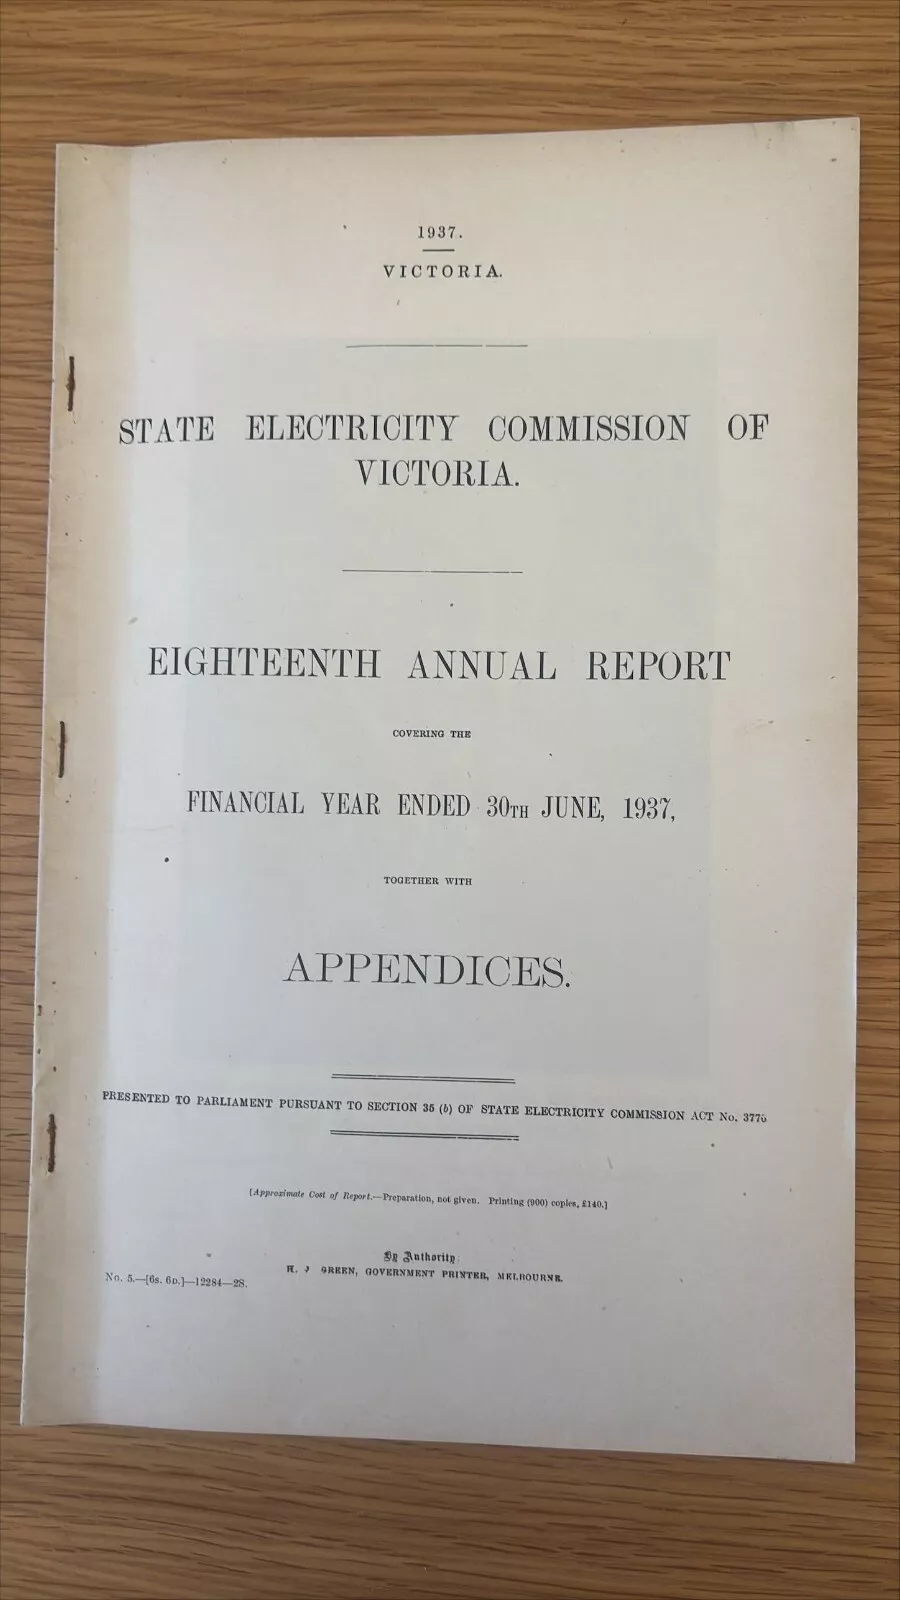 1937.
VICTORIA.
STATE ELECTRICITY COMMISSION OF
VICTORIA.
EIGHTEENTH ANNUAL REPORT
COVERING THE
FINANCIAL YEAR ENDED 30TH JUNE, 1937,
TOGETHER WITH
APPENDICES.
PRESENTED TO PARLIAMENT PURSUANT TO SECTION 35 (b) OF STATE ELECTRICITY COMMISSION ACT No. 3776
[Approximate Cost of Report.—Preparation, not given. Printing (900) copies, £140.]
By Authority:
H. J. GREEN, GOVERNMENT PRINTER, MELBOURNE.
No. 5.—[6s. 6D.]—12284—28.